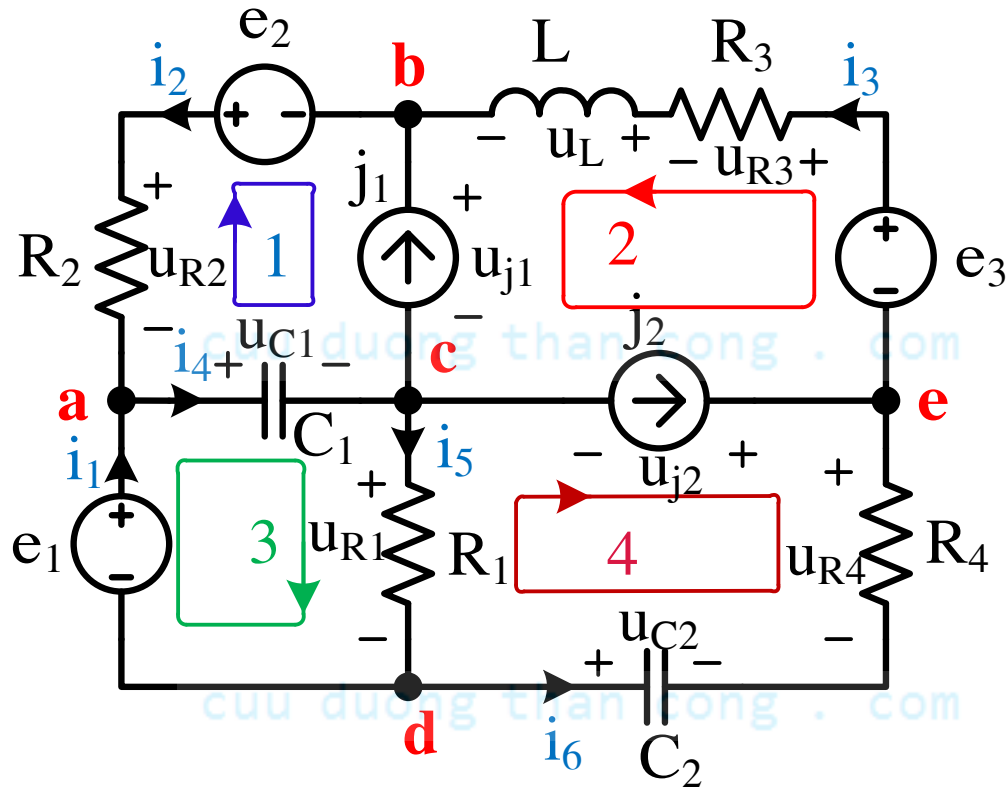 e2
i2
b
L
R3
i3
+ -
- uL +
- uR3 +
j1
+
+
R2
uR2
1
uj1
2
+
-
e3
-
-
uC1
j2
cuu duong than cong . com
i4
+ -
c
a
e
C1
i1
i5
- uj2 +
+
+
+
-
e1
3
uR1
R1
4
uR4
R4
-
uC2
-
+ -
cuu duong than cong . com
d
i6
C2